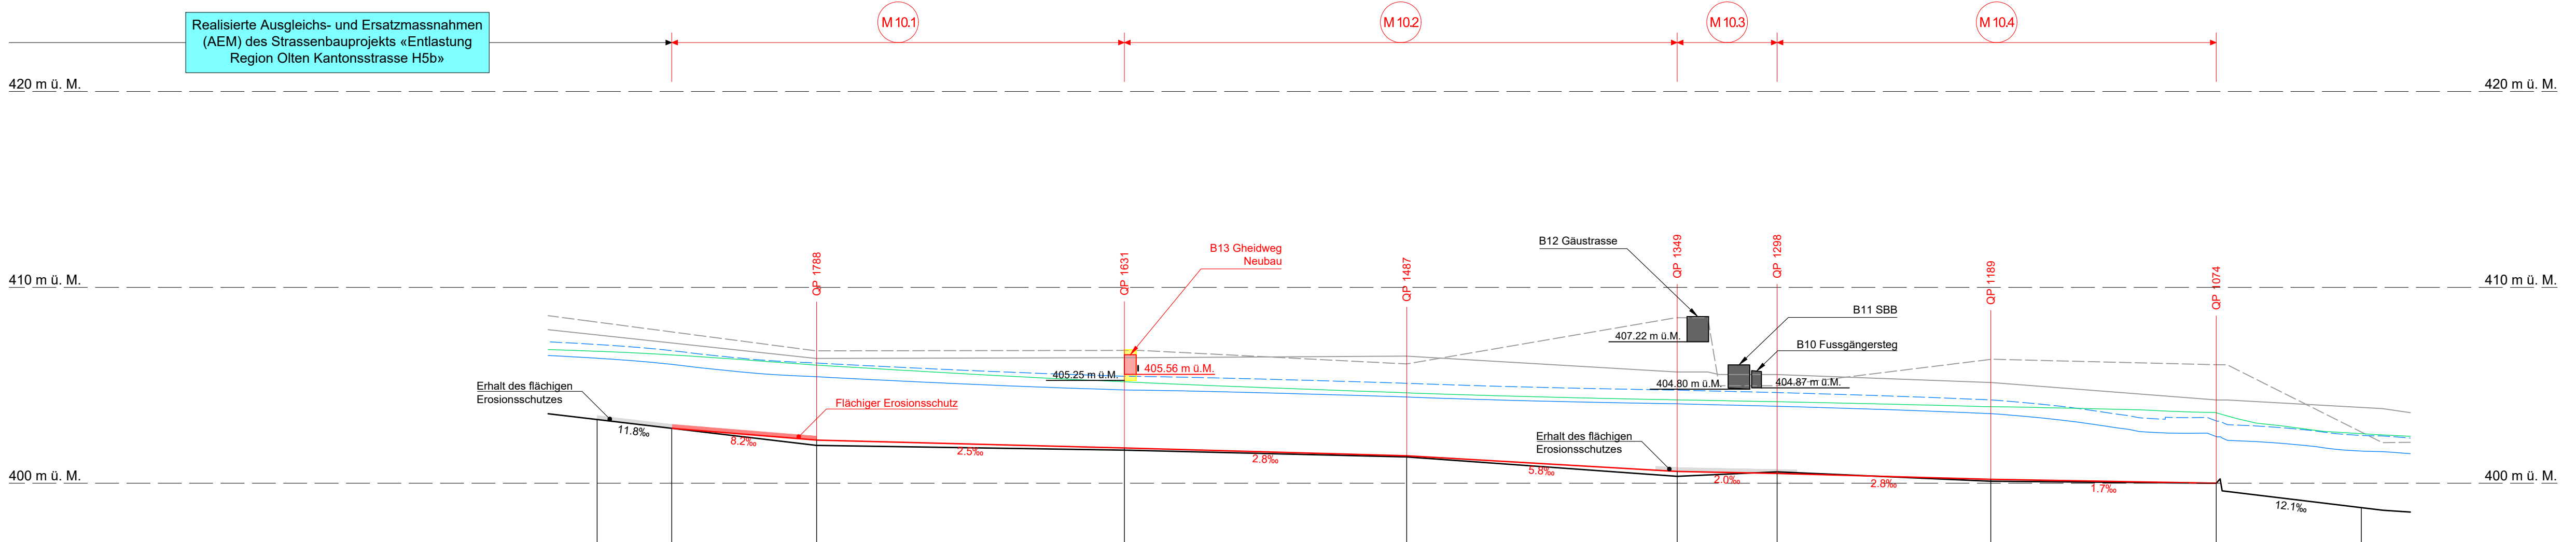 Realisierte Ausgleichs- und Ersatzmassnahmen
(AEM) des Strassenbauprojekts «Entlastung
Region Olten Kantonsstrasse H5b»
M 10.1
M 10.2
M 10.3
M 10.4
420 m ü. M.
420 m ü. M.
B13 Gheidweg
Neubau
B12 Gäustrasse
QP 1788
QP 1631
QP 1487
QP 1349
QP 1298
QP 1189
QP 1074
410 m ü. M.
410 m ü. M.
B11 SBB
407.22 m ü.M.
B10 Fussgängersteg
405.25 m ü.M.
405.56 m ü.M.
404.80 m ü.M.
404.87 m ü.M.
Erhalt des flächigen
Erosionsschutzes
Flächiger Erosionsschutz
11.8‰
8.2‰
2.5‰
2.8‰
Erhalt des flächigen
Erosionsschutzes
5.8‰
2.0‰
2.8‰
1.7‰
12.1‰
400 m ü. M.
400 m ü. M.